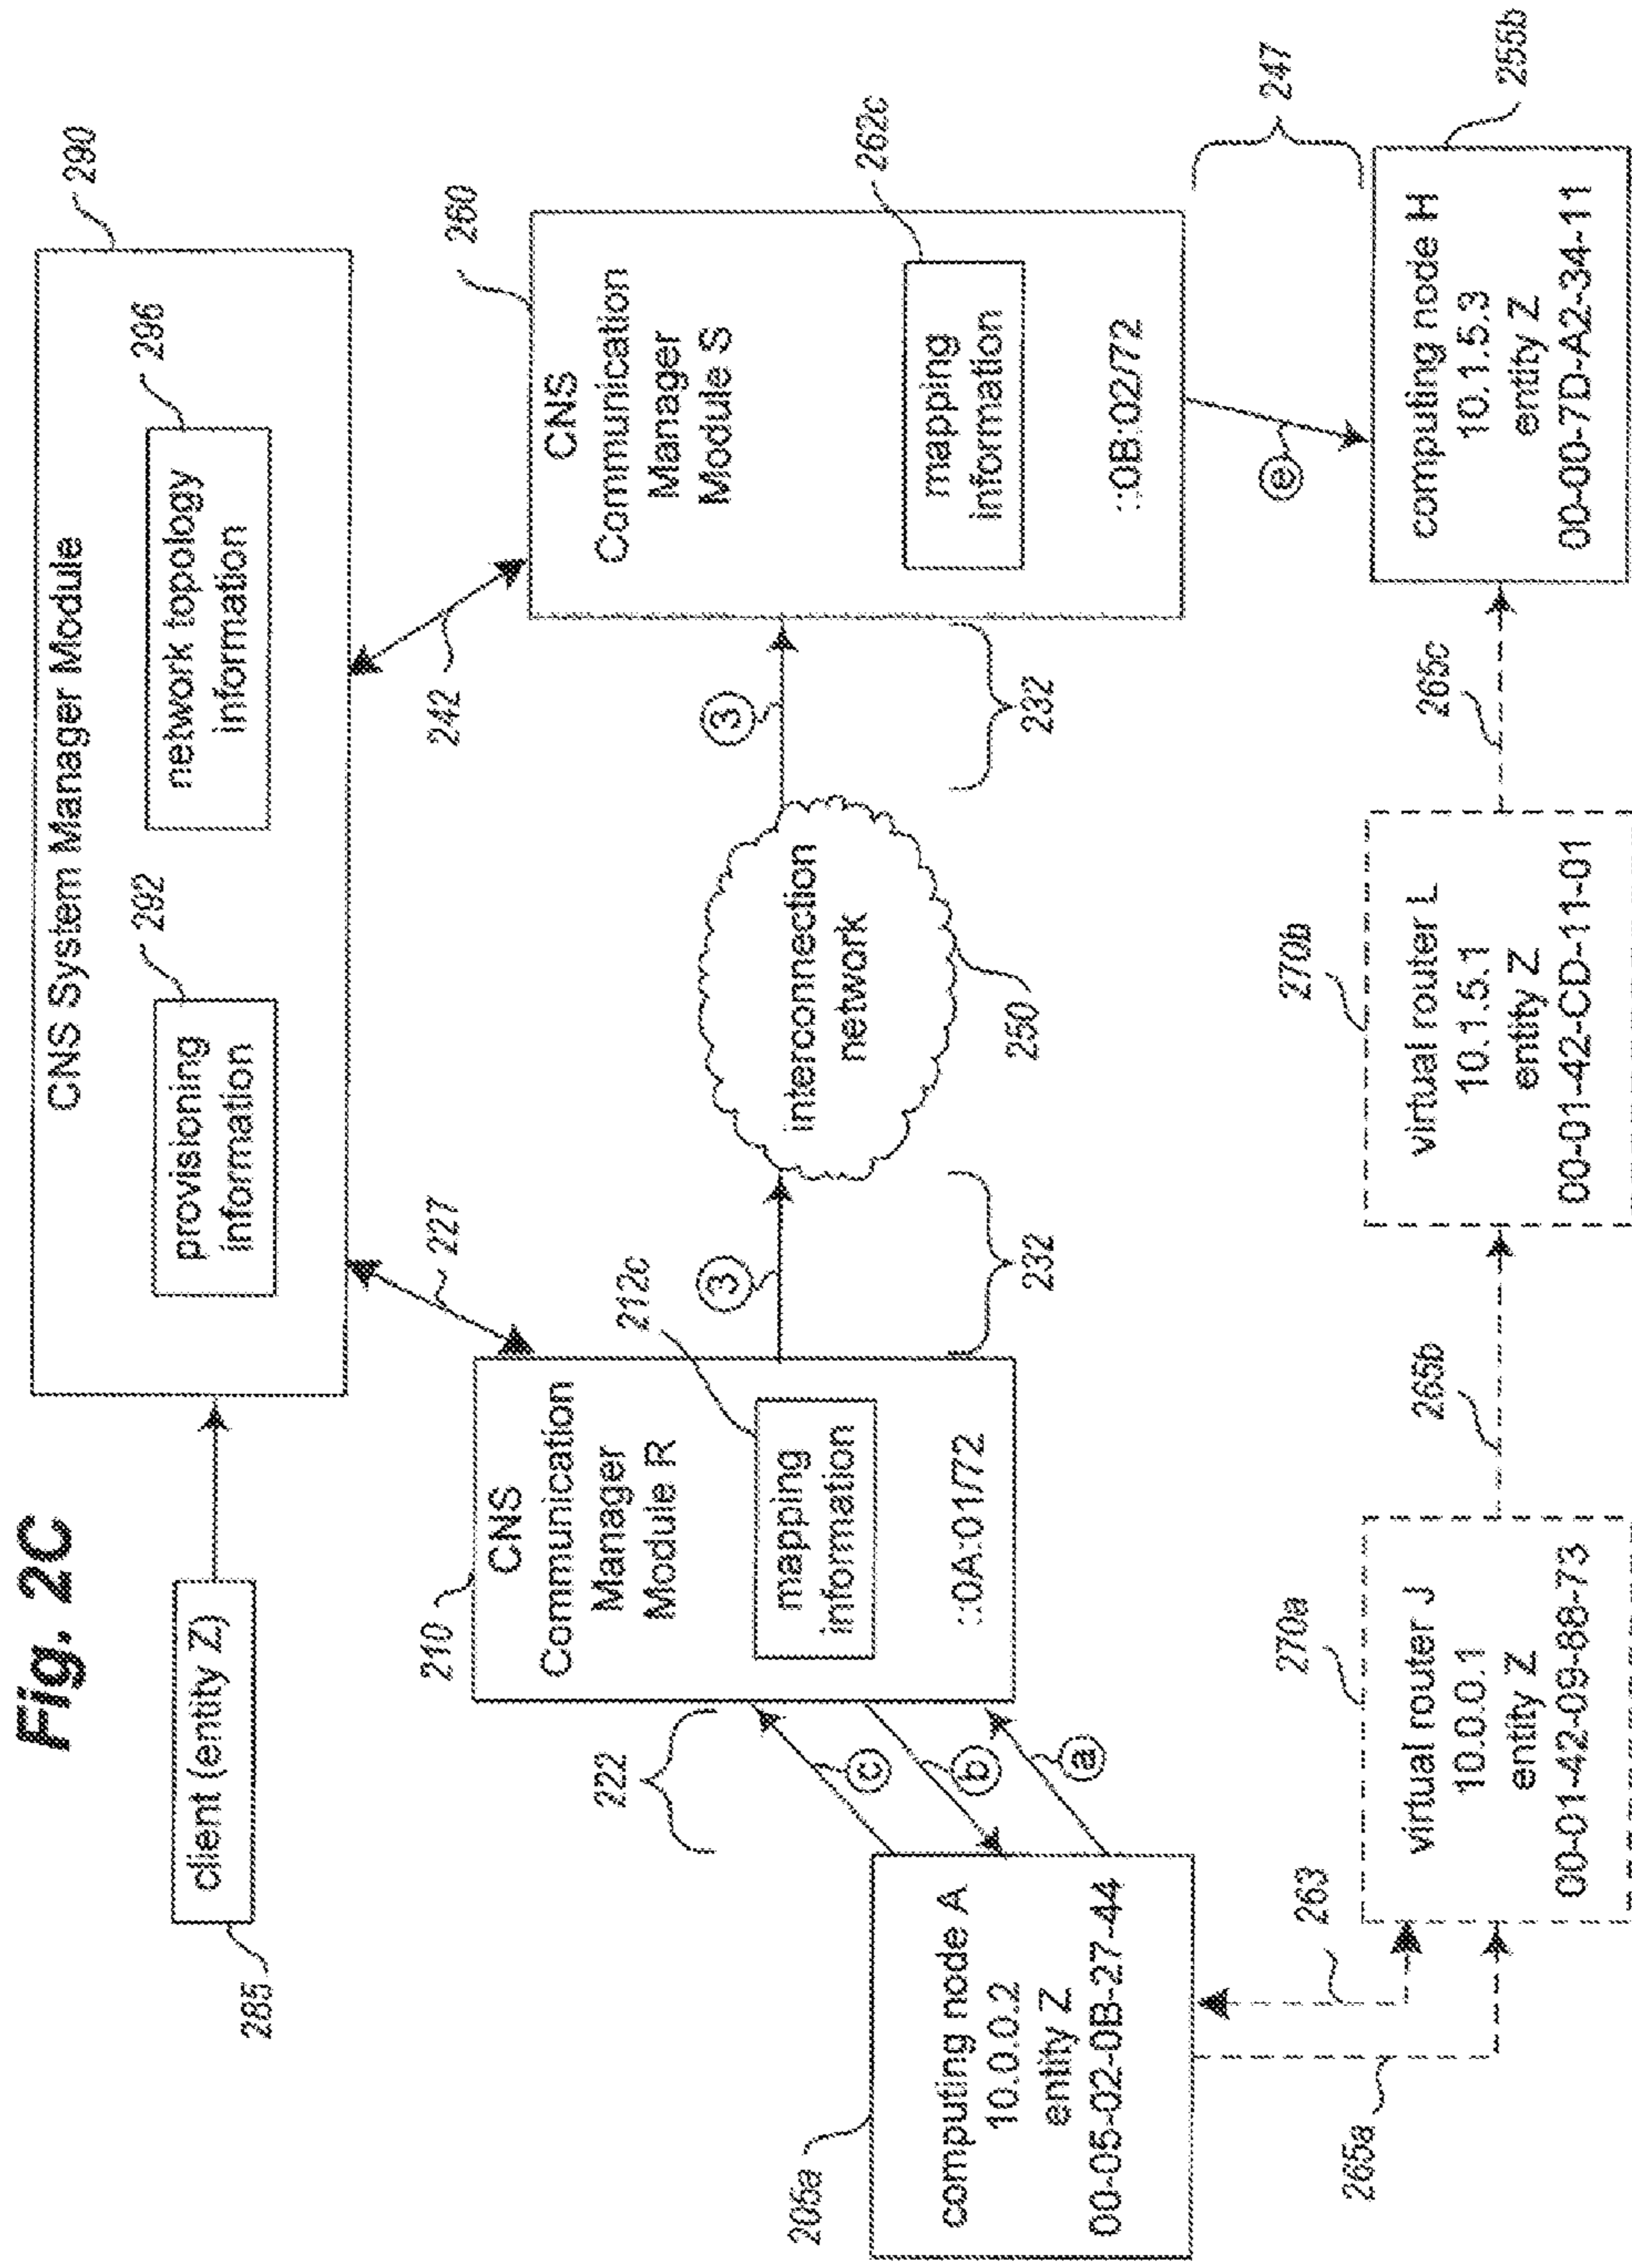 Fig. 2C
285
client (entity Z)
290
CNS System Manager Module
292
provisioning
information
296
network topology
information
227
242
210
CNS
Communication
Manager
Module R
212c
mapping
information
::0A:01/72
260
CNS
Communication
Manager
Module S
262c
mapping
information
::0B:02/72
3
3
interconnection
network
232
232
250
222
c
b
a
205a
computing node A
10.0.0.2
entity Z
00-05-02-0B-27-44
e
247
263
265a
270a
virtual router J
10.0.0.1
entity Z
00-01-42-09-88-73
265b
270b
virtual router L
10.1.5.1
entity Z
00-01-42-CD-11-01
265c
255b
computing node H
10.1.5.3
entity Z
00-00-7D-A2-34-11